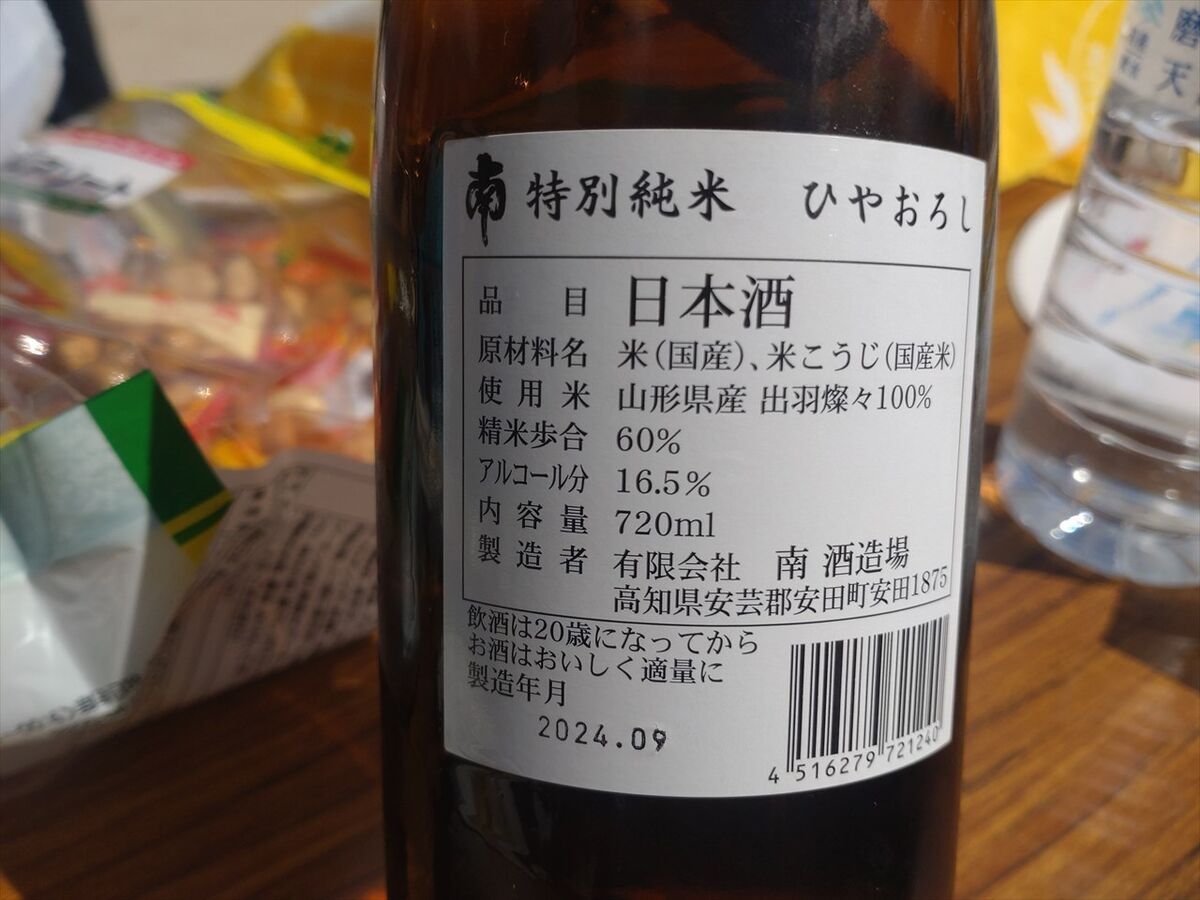 南 特別純米 ひやおろし
品目 日本酒
原材料名 米(国産)、米こうじ(国産米)
使用米 山形県産 出羽燦々100%
精米歩合 60%
アルコール分 16.5%
内容量 720ml
製造者 有限会社 南 酒造場
高知県安芸郡安田町安田1875
飲酒は20歳になってから
お酒はおいしく適量に
製造年月
2024.09
4 516279 721240
磨
天